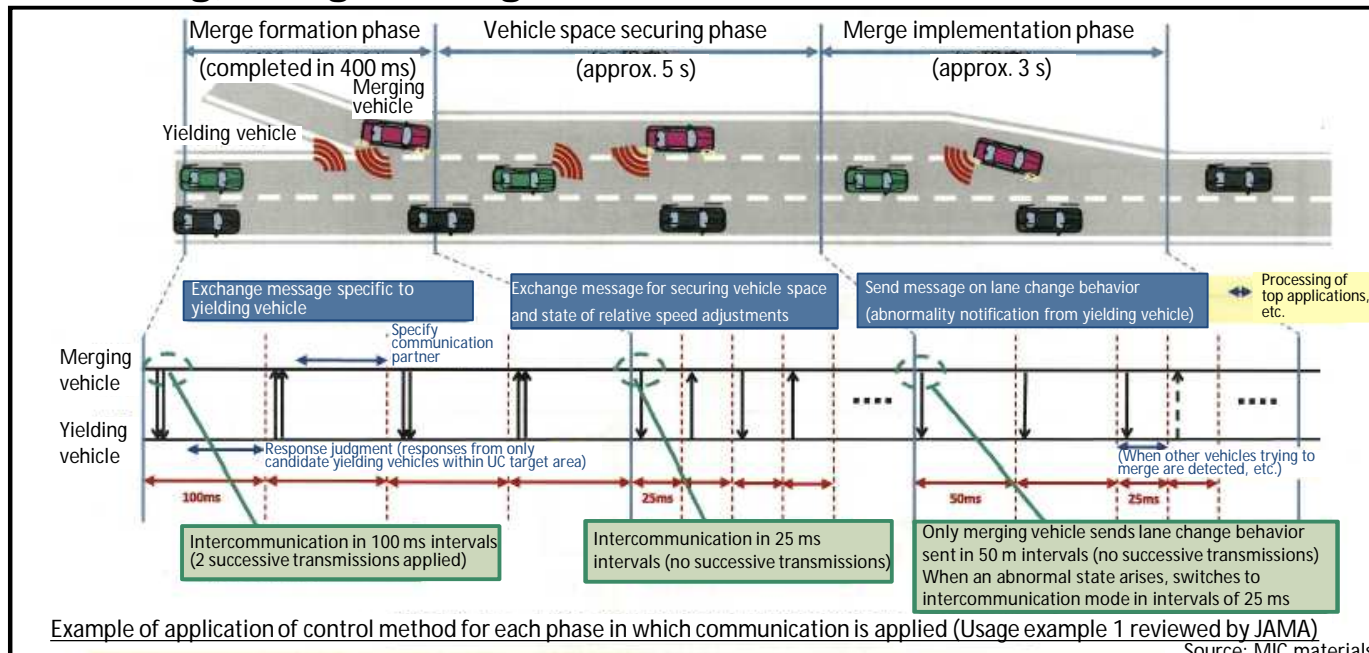 Merge formation phase
(completed in 400 ms)
Vehicle space securing phase
(approx. 5 s)
Merge implementation phase
(approx. 3 s)
Merging
vehicle
Yielding vehicle
Exchange message specific to
yielding vehicle
Exchange message for securing vehicle space
and state of relative speed adjustments
Send message on lane change behavior
(abnormality notification from yielding vehicle)
Processing of
top applications,
etc.
Specify
communication
partner
Merging
vehicle
Yielding
vehicle
Response judgment (responses from only
candidate yielding vehicles within UC target area)
(When other vehicles trying to
merge are detected, etc.)
100ms
25ms
50ms
25ms
Intercommunication in 100 ms intervals
(2 successive transmissions applied)
Intercommunication in 25 ms
intervals (no successive transmissions)
Only merging vehicle sends lane change behavior
sent in 50 m intervals (no successive transmissions)
When an abnormal state arises, switches to
intercommunication mode in intervals of 25 ms
Example of application of control method for each phase in which communication is applied (Usage example 1 reviewed by JAMA)
Source: MIC materials